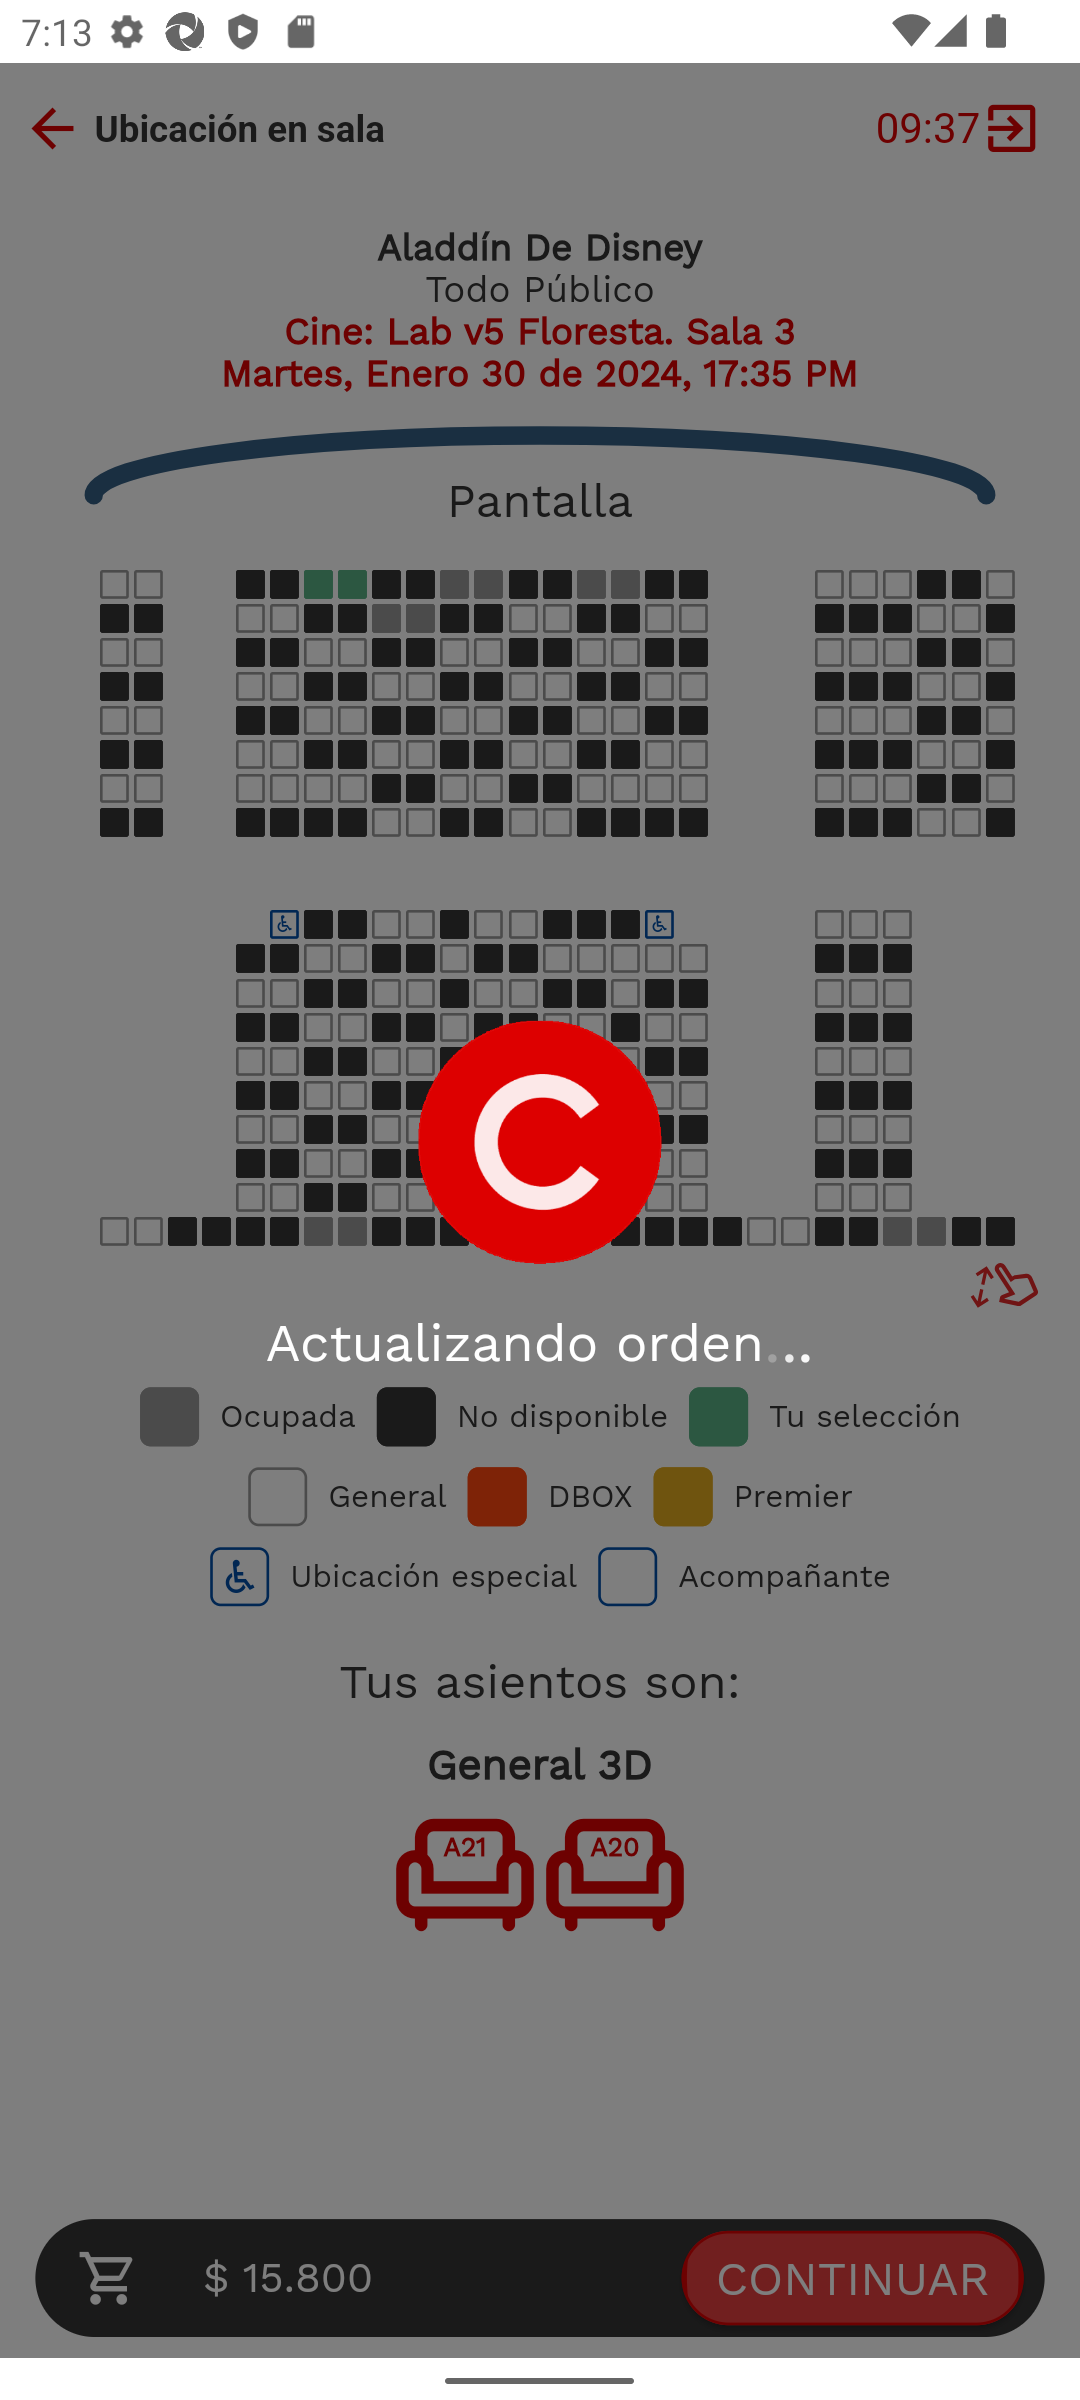 7:13
Ubicación en sala
09:37
Aladdín De Disney
Todo Público
Cine: Lab v5 Floresta. Sala 3
Martes, Enero 30 de 2024, 17:35 PM
Pantalla
C
Actualizando orden...
Ocupada No disponible Tu selección
General DBOX Premier
Ubicación especial Acompañante
Tus asientos son:
General 3D
A21 A20
$ 15.800 CONTINUAR